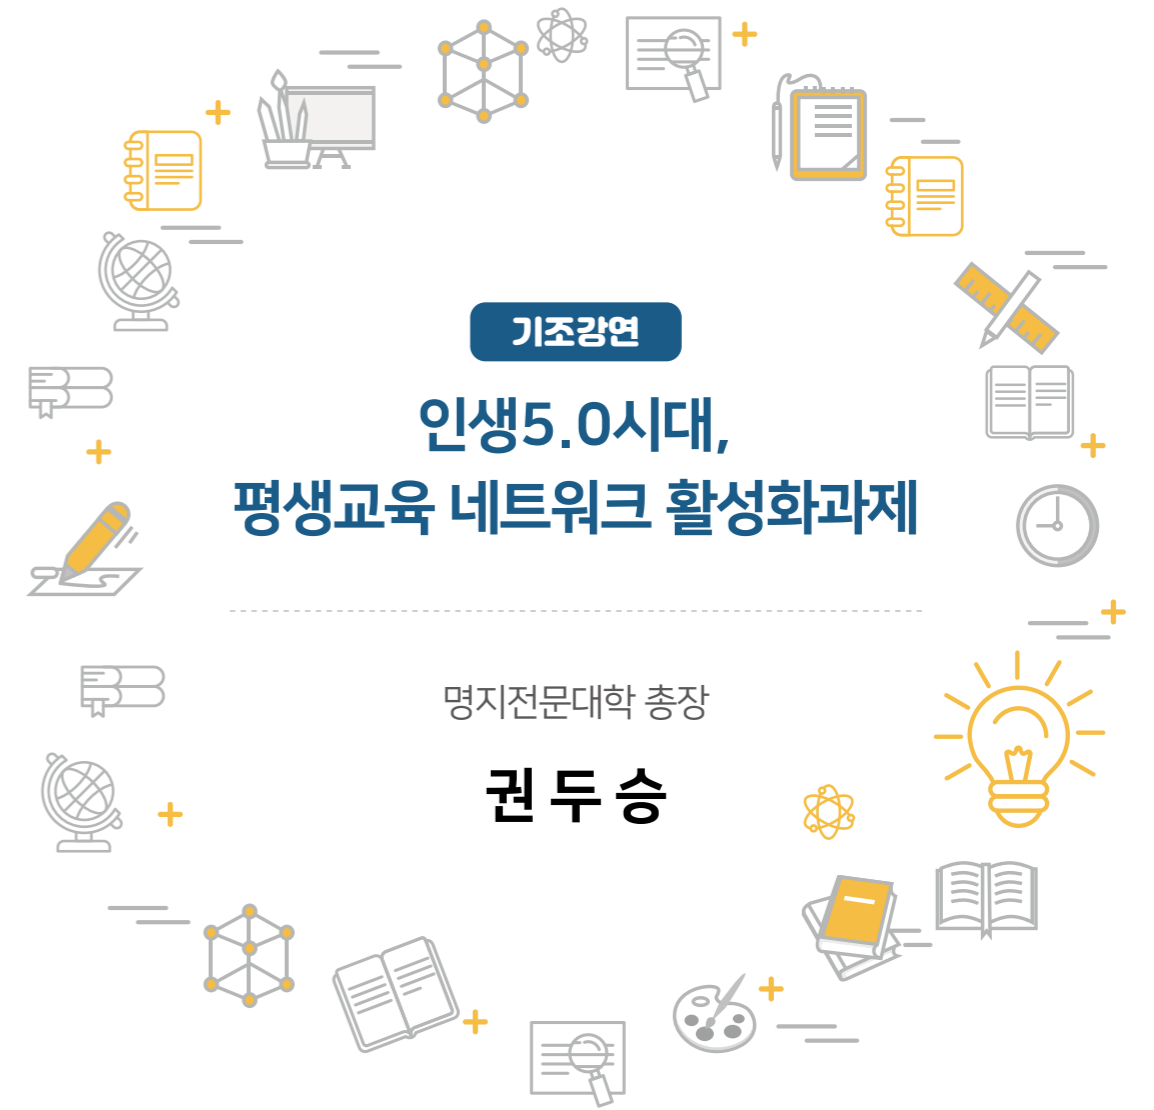 기조강연
인생5.0시대,
평생교육 네트워크 활성화과제
명지전문대학 총장
권 두 승